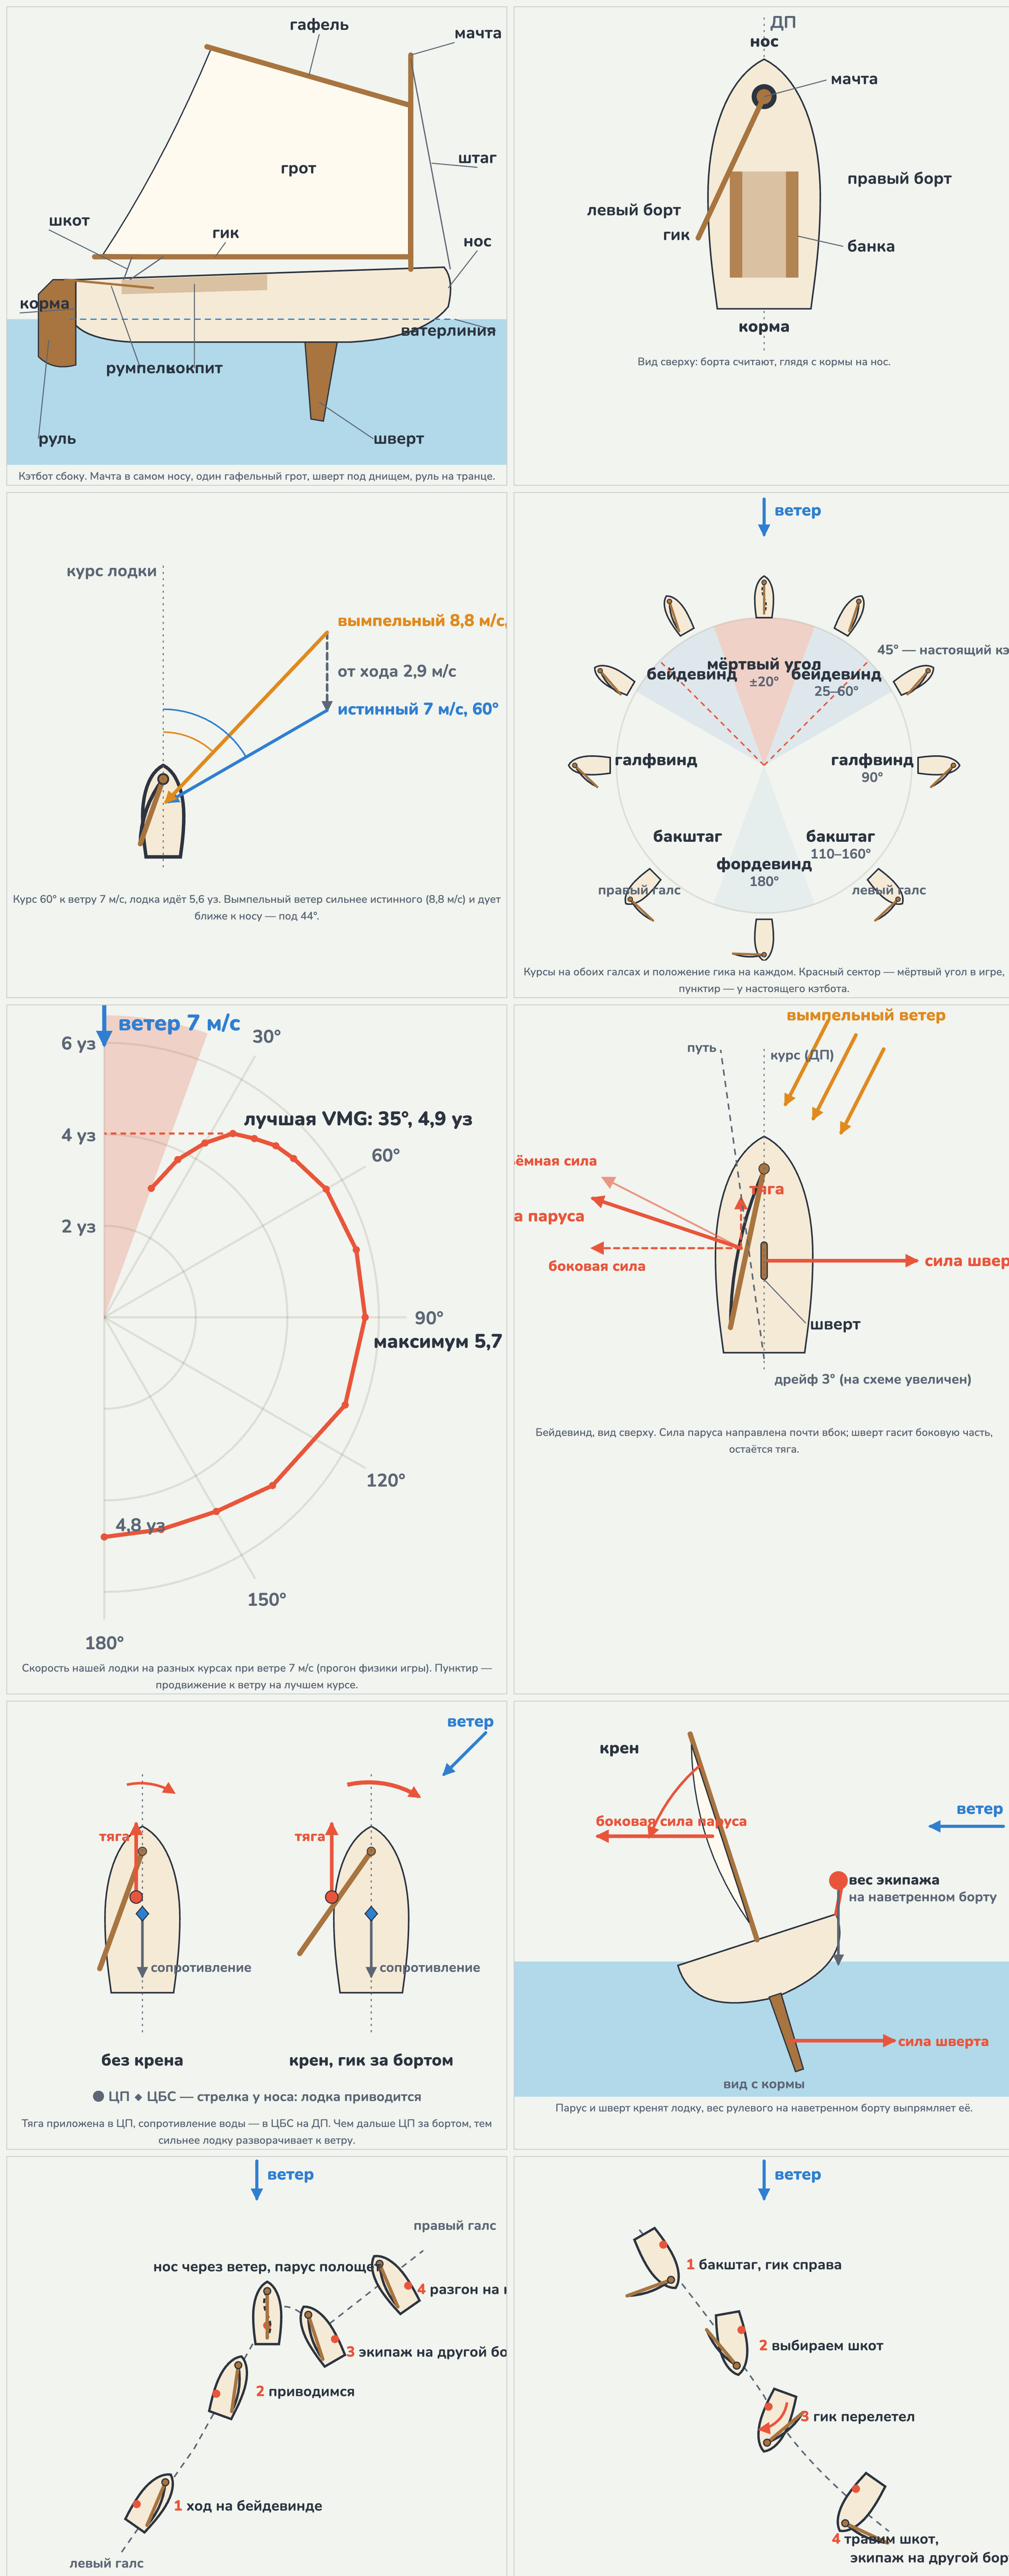 гафель
мачта
грот
штаг
шкот
гик
нос
корма
ватерлиния
румпель
кокпит
руль
шверт
Кэтбот сбоку. Мачта в самом носу, один гафельный грот, шверт под днищем, руль на транце.
ДП
нос
мачта
правый борт
левый борт
гик
банка
корма
Вид сверху: борта считают, глядя с кормы на нос.
курс лодки
вымпельный 8,8 м/с,
от хода 2,9 м/с
истинный 7 м/с, 60°
Курс 60° к ветру 7 м/с, лодка идёт 5,6 уз. Вымпельный ветер сильнее истинного (8,8 м/с) и дует
ближе к носу — под 44°.
ветер
45° — настоящий кэ
мёртвый угол
±20°
бейдевинд
бейдевинд
25–60°
галфвинд
галфвинд
90°
бакштаг
бакштаг
110–160°
фордевинд
180°
правый галс
левый галс
Курсы на обоих галсах и положение гика на каждом. Красный сектор — мёртвый угол в игре,
пунктир — у настоящего кэтбота.
ветер 7 м/с
6 уз
30°
лучшая VMG: 35°, 4,9 уз
4 уз
60°
2 уз
90°
максимум 5,7
120°
4,8 уз
150°
180°
Скорость нашей лодки на разных курсах при ветре 7 м/с (прогон физики игры). Пунктир —
продвижение к ветру на лучшем курсе.
вымпельный ветер
путь
курс (ДП)
ёмная сила
тяга
а паруса
боковая сила
сила швер
шверт
дрейф 3° (на схеме увеличен)
Бейдевинд, вид сверху. Сила паруса направлена почти вбок; шверт гасит боковую часть,
остаётся тяга.
ветер
тяга
тяга
сопротивление
сопротивление
без крена
крен, гик за бортом
● ЦП ◆ ЦБС — стрелка у носа: лодка приводится
Тяга приложена в ЦП, сопротивление воды — в ЦБС на ДП. Чем дальше ЦП за бортом, тем
сильнее лодку разворачивает к ветру.
крен
ветер
боковая сила паруса
вес экипажа
на наветренном борту
сила шверта
вид с кормы
Парус и шверт кренят лодку, вес рулевого на наветренном борту выпрямляет её.
ветер
правый галс
нос через ветер, парус полощет
4 разгон на н
3 экипаж на другой бо
2 приводимся
1 ход на бейдевинде
левый галс
ветер
1 бакштаг, гик справа
2 выбираем шкот
3 гик перелетел
4 травим шкот,
экипаж на другой бор